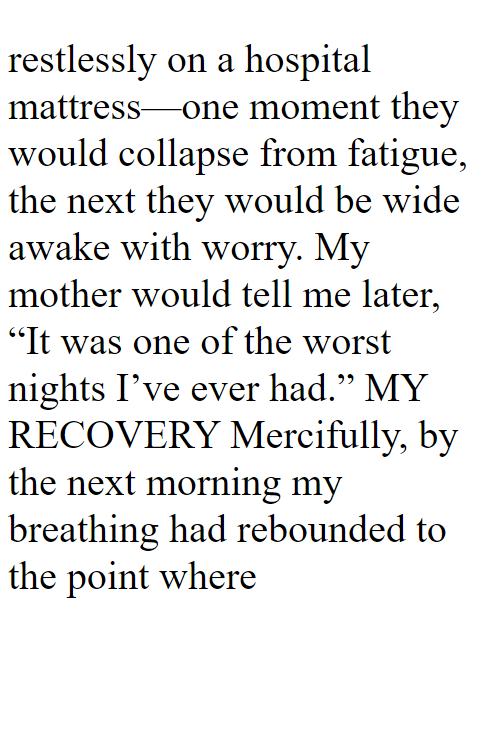 restlessly on a hospital
mattress—one moment they
would collapse from fatigue,
the next they would be wide
awake with worry. My
mother would tell me later,
“It was one of the worst
nights I’ve ever had.” MY
RECOVERY Mercifully, by
the next morning my
breathing had rebounded to
the point where